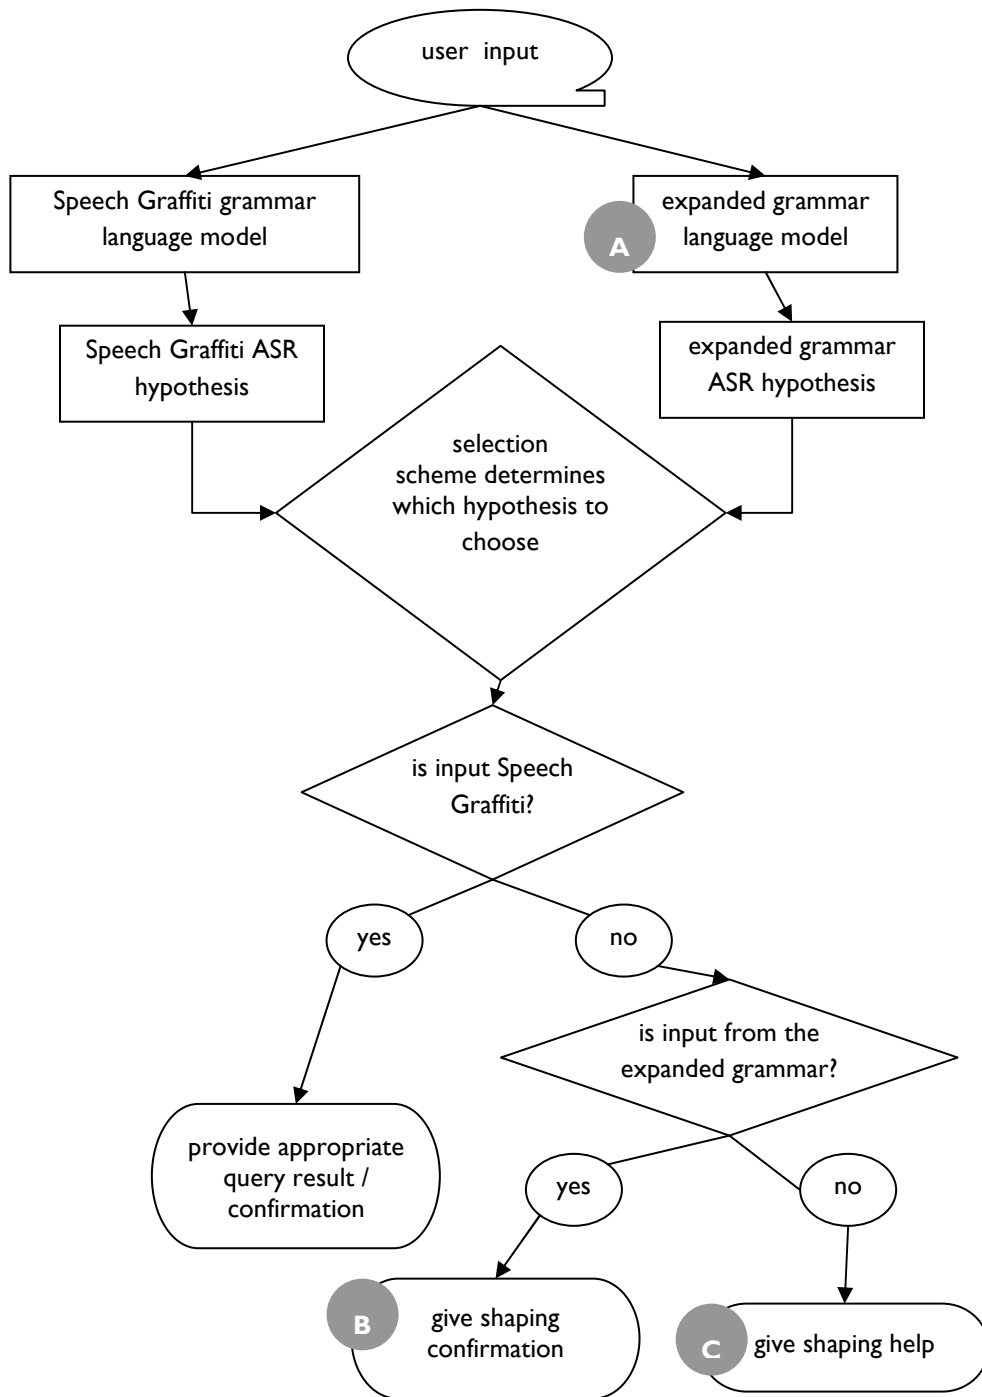 user input
Speech Graffiti grammar
language model
expanded grammar
language model
A
Speech Graffiti ASR
hypothesis
expanded grammar
ASR hypothesis
selection
scheme determines
which hypothesis to
choose
is input Speech
Graffiti?
yes
no
is input from the
expanded grammar?
provide appropriate
query result /
confirmation
yes
no
B
give shaping
confirmation
C
give shaping help